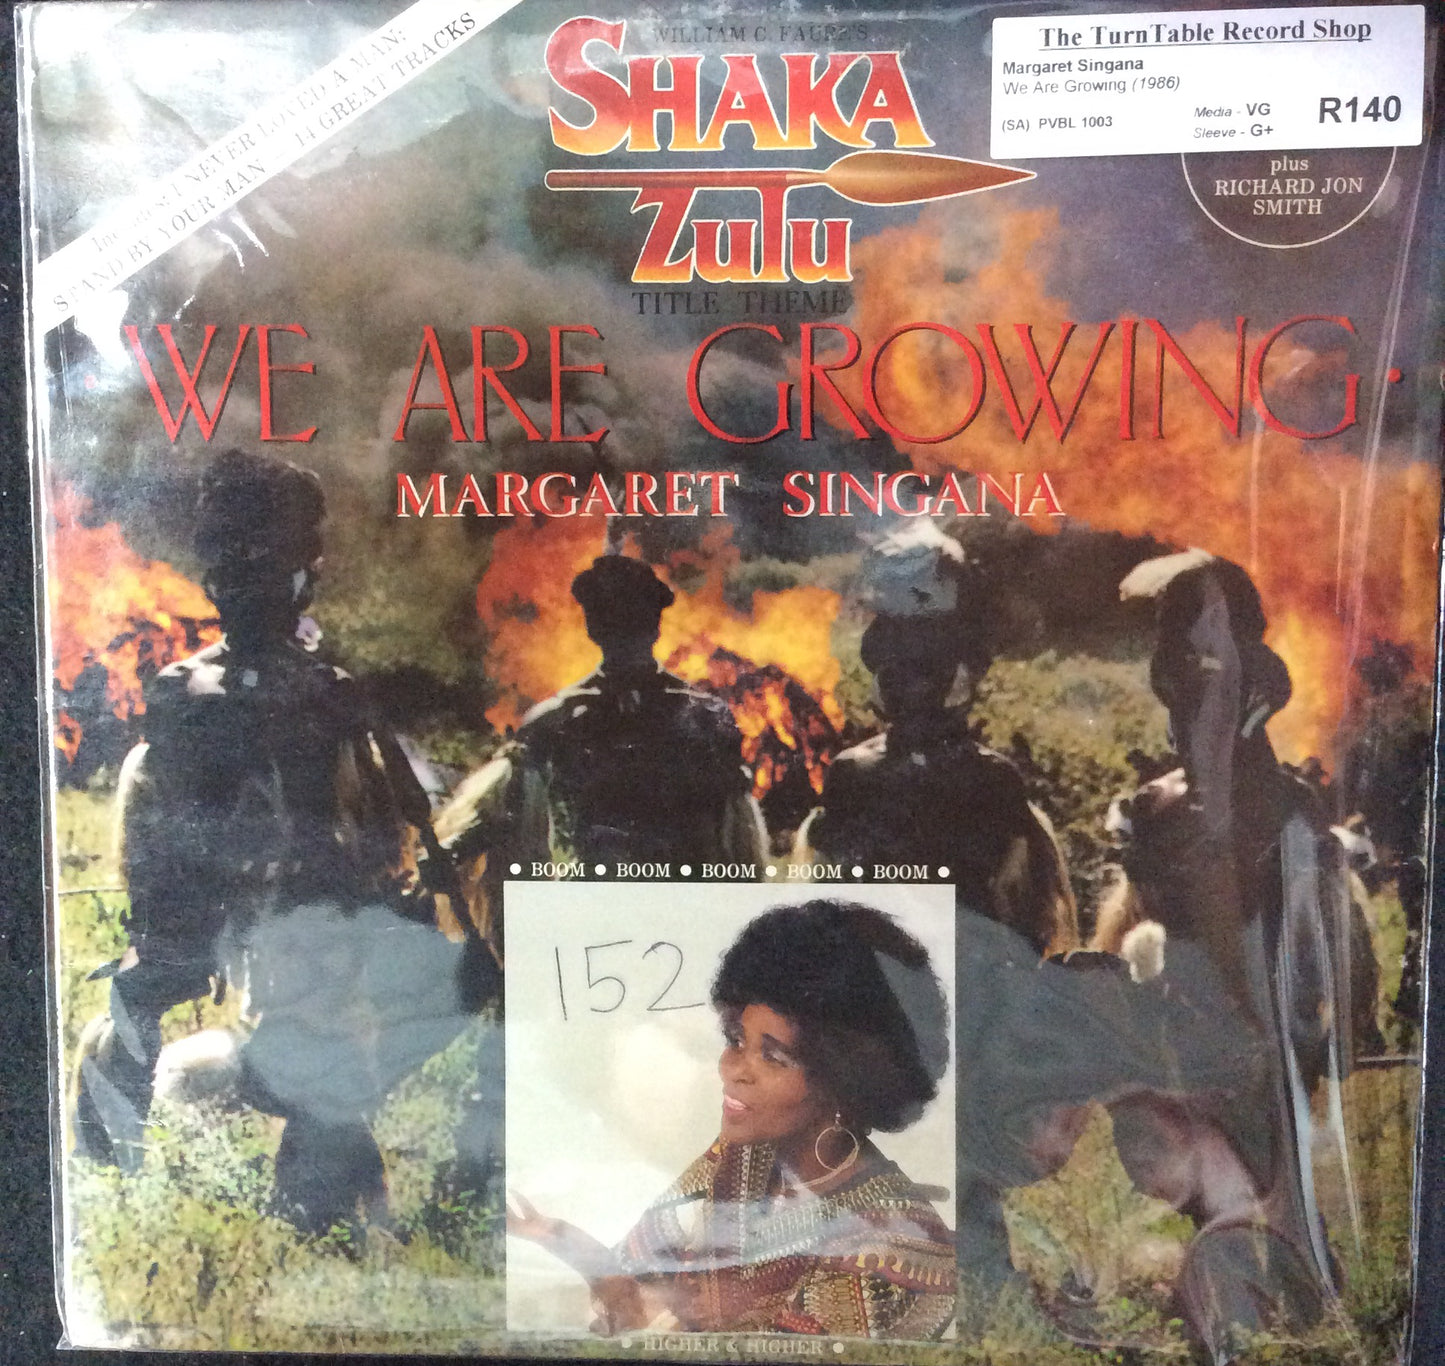 Incl. I NEVER LOVED A MAN:
STAND BY YOUR MAN — 14 GREAT TRACKS
WILLIAM C. FAURE'S
SHAKA
ZULU
TITLE THEME
The TurnTable Record Shop
Margaret Singana
We Are Growing (1986)
(SA) PVBL 1003
Media - VG
Sleeve - G+
R140
plus
RICHARD JON
SMITH
WE ARE GROWING
MARGARET SINGANA
• BOOM • BOOM • BOOM • BOOM • BOOM •
152
• HIGHER & HIGHER •